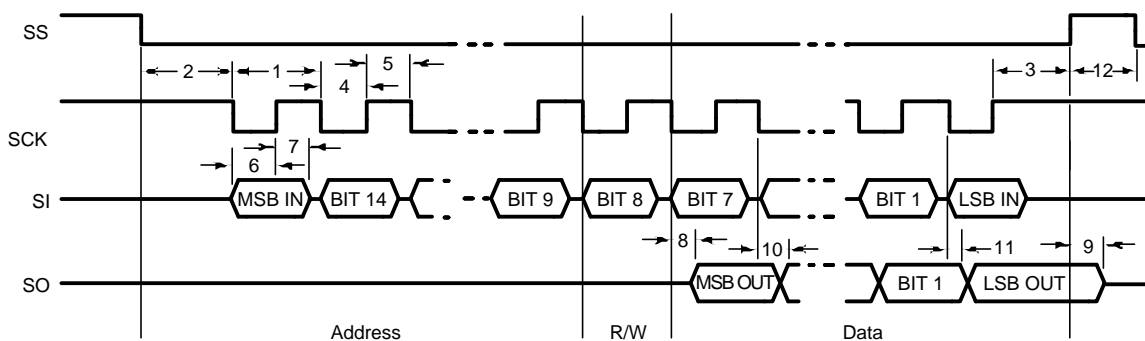 SS
2
1
5
4
3
12
SCK
6
7
SI
MSB IN
BIT 14
BIT 9
BIT 8
BIT 7
BIT 1
LSB IN
8
10
11
9
SO
MSB OUT
BIT 1
LSB OUT
Address
R/W
Data